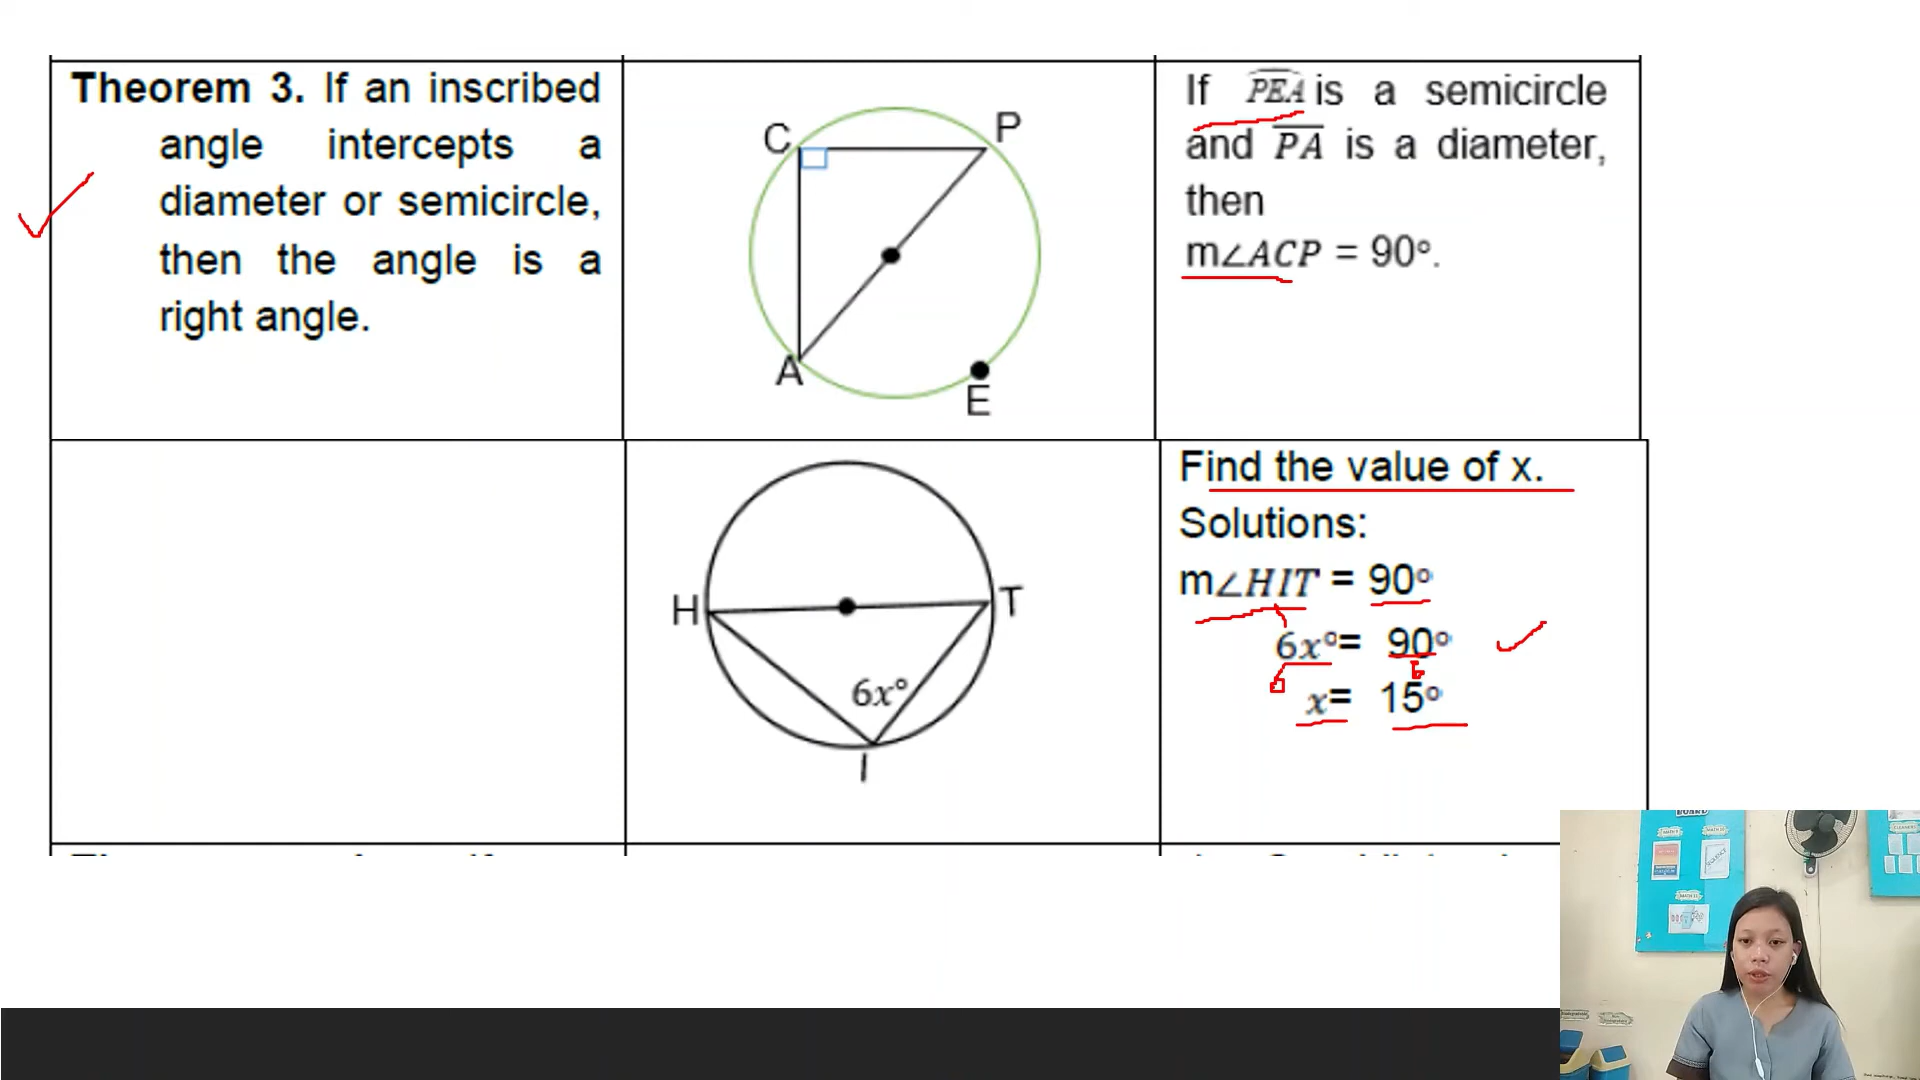 Theorem 3. If an inscribed
angle intercepts a
diameter or semicircle,
then the angle is a
right angle.
C
P
A
E
If PEA is a semicircle
and PA is a diameter,
then
m∠ACP = 90°.
H
T
6x°
I
Find the value of x.
Solutions:
m∠HIT = 90°
6x°= 90°
x= 15°